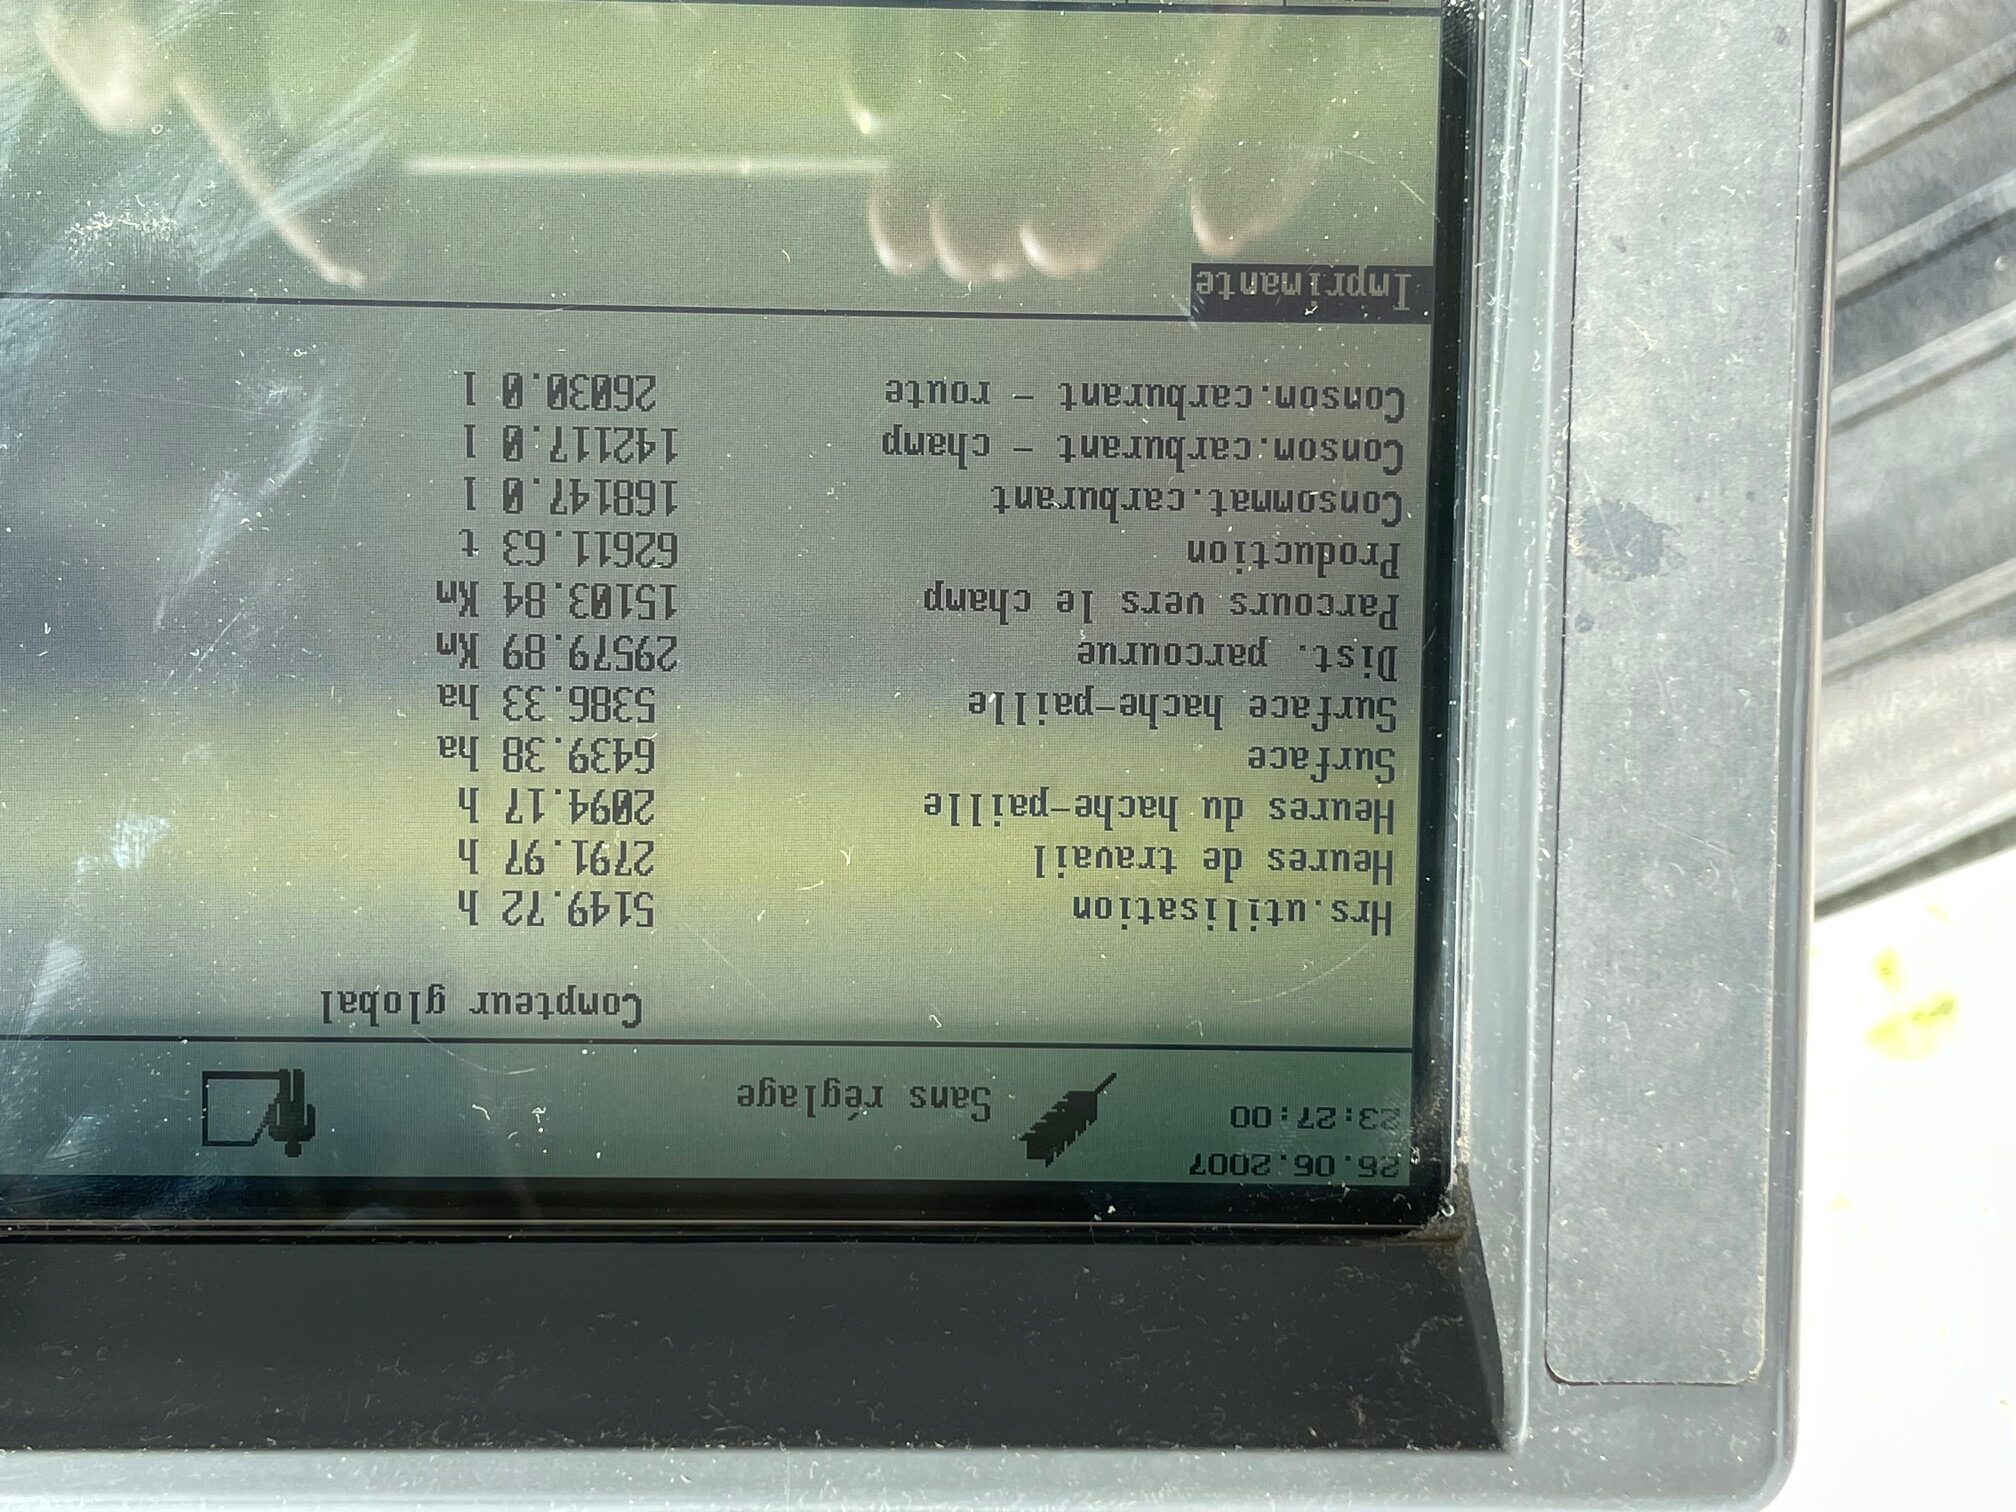 26.06.2007
23:27:00
Sans réglage
Compteur global
Hrs.utilisation 5149.72 h
Heures de travail 2791.97 h
Heures du hache-paille 2094.17 h
Surface 6439.38 ha
Surface hache-paille 5386.33 ha
Dist. parcourue 29579.89 Km
Parcours vers le champ 15103.84 Km
Production 62611.63 t
Consommat.carburant 168147.0 l
Conson.carburant - champ 142117.0 l
Conson.carburant - route 26030.0 l
Imprimante